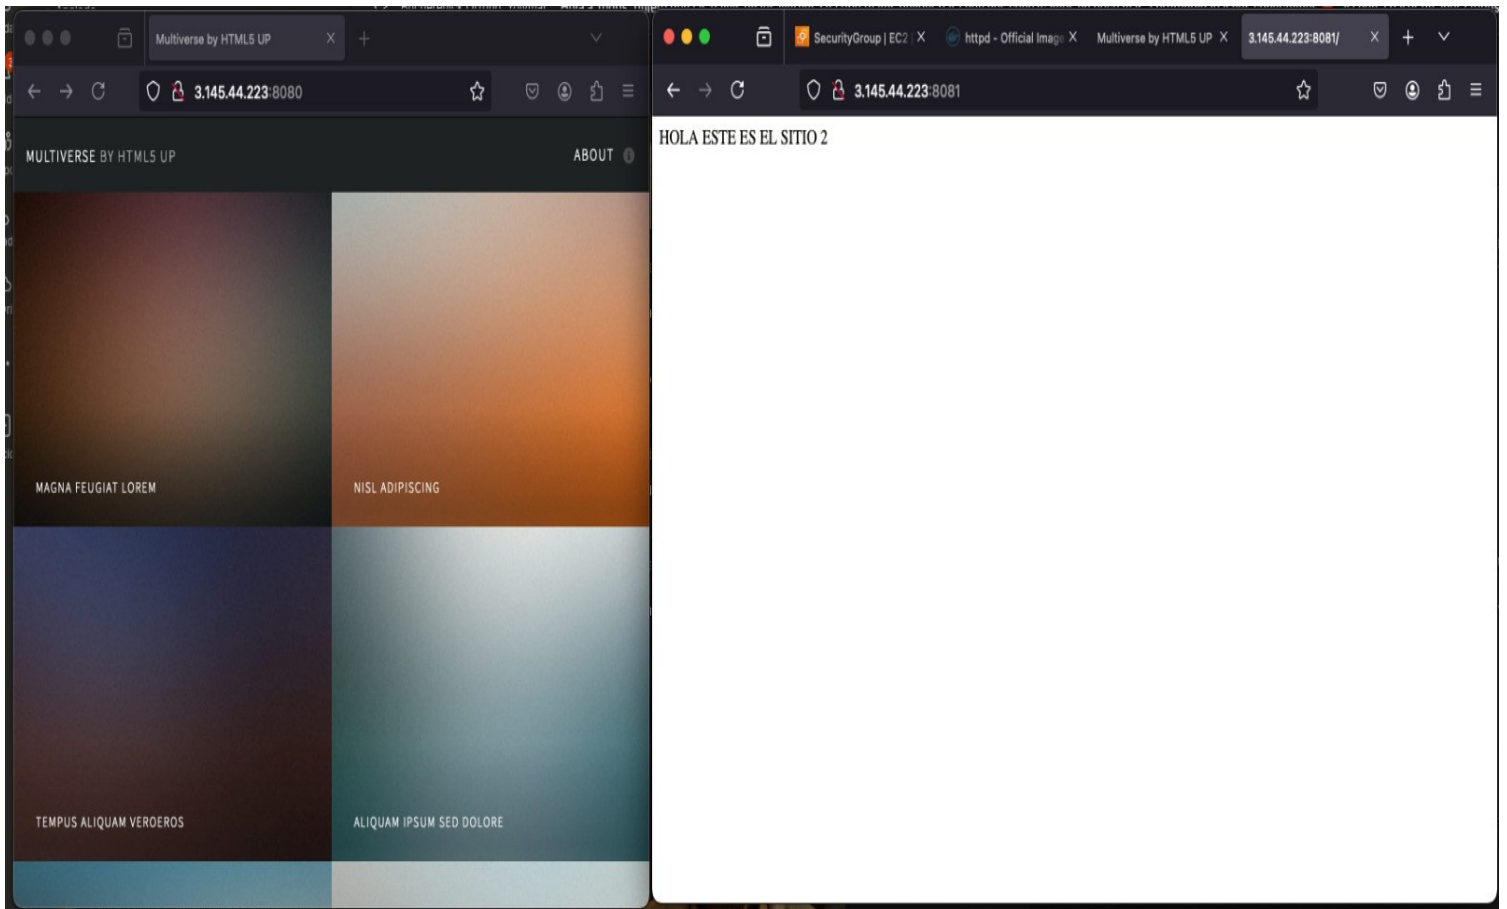 Multiverse by HTML5 UP
3.145.44.223:8080
MULTIVERSE BY HTML5 UP
ABOUT
MAGNA FEUGIAT LOREM
NISL ADIPISCING
TEMPUS ALIQUAM VEROEROS
ALIQUAM IPSUM SED DOLORE
SecurityGroup | EC2
httpd - Official Image
Multiverse by HTML5 UP
3.145.44.223:8081/
3.145.44.223:8081
HOLA ESTE ES EL SITIO 2